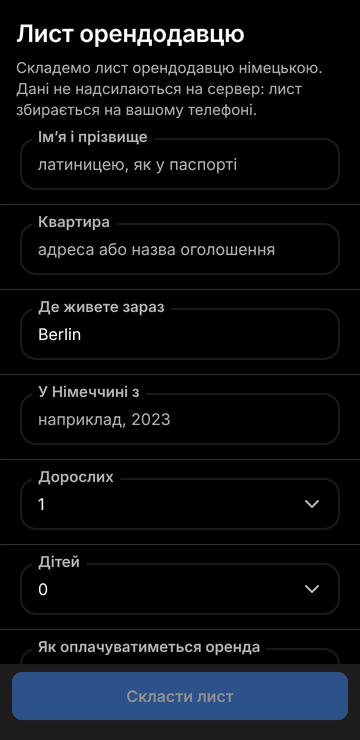 Лист орендодавцю
Складемо лист орендодавцю німецькою.
Дані не надсилаються на сервер: лист
збирається на вашому телефоні.
Ім’я і прізвище
латиницею, як у паспорті
Квартира
адреса або назва оголошення
Де живете зараз
Berlin
У Німеччині з
наприклад, 2023
Дорослих
1
Дітей
0
Як оплачуватиметься оренда
Скласти лист